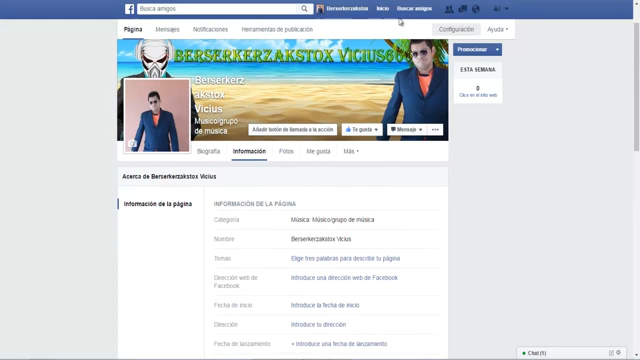 Busca amigos
Berserkerzakstox Inicio Buscar amigos
Página Mensajes Notificaciones Herramientas de publicación Configuración Ayuda
BERSERKERZAKSTOX VICIUS666
Berserkerz
akstox
Vicius
Músico/grupo
de música
Añadir botón de llamada a la acción Te gusta Mensaje
Promocionar
ESTA SEMANA
0
Clics en el sitio web
Biografía Información Fotos Me gusta Más
Acerca de Berserkerzakstox Vicius
Información de la página
INFORMACIÓN DE LA PÁGINA
Categoría Música: Músico/grupo de música
Nombre Berserkerzakstox Vicius
Temas Elige tres palabras para describir tu página
Dirección web de
Facebook Introduce una dirección web de Facebook
Fecha de inicio Introduce la fecha de inicio
Dirección Introduce tu dirección
Fecha de lanzamiento + Introduce una fecha de lanzamiento
Chat (5)